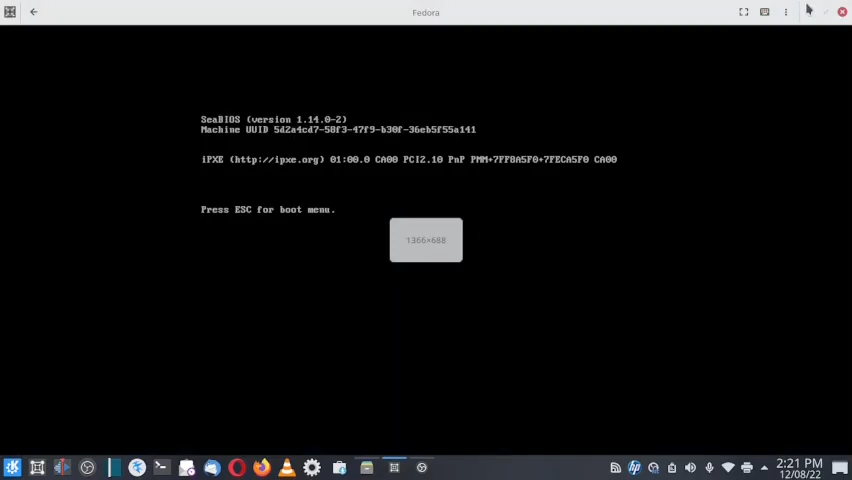 Fedora
SeaBIOS (version 1.14.0-2)
Machine UUID 5d2a4cd7-58f3-47f9-b30f-36eb5f55a141
iPXE (http://ipxe.org) 01:00.0 CA00 PCI2.10 PnP PMM+7FF8A5F0+7FECA5F0 CA00
Press ESC for boot menu.
1366×688
hp
2:21 PM
12/08/22